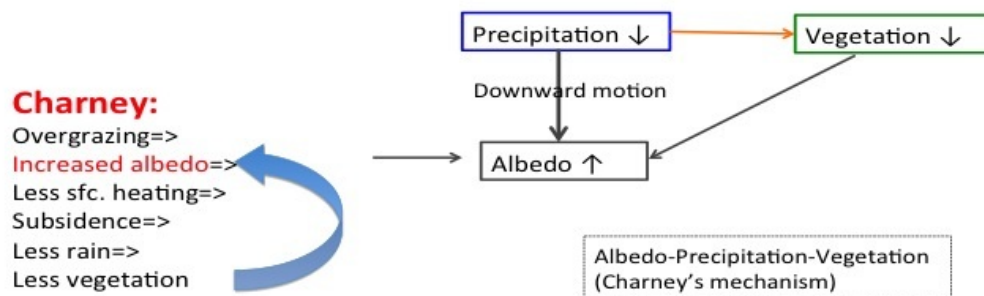 Precipitation ↓
Vegetation ↓
Downward motion
Charney:
Overgrazing=>
Increased albedo=>
Less sfc. heating=>
Subsidence=>
Less rain=>
Less vegetation
Albedo ↑
Albedo-Precipitation-Vegetation
(Charney's mechanism)